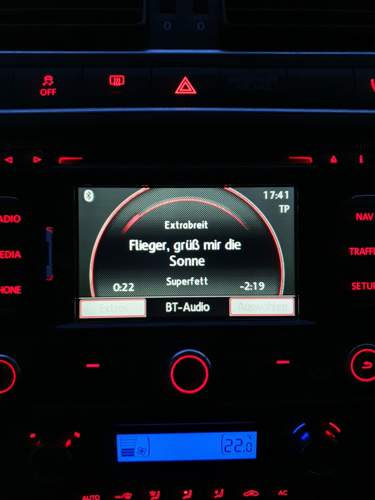 OFF
17:41
TP
Extrabreit
Flieger, grüß mir die
Sonne
Superfett
0:22
-2:19
BT-Audio
NAV
TRAFFIC
SETUP
22.0
AUTO
AC